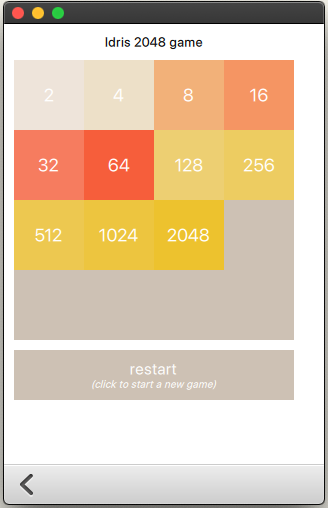 Idris 2048 game
2 4 8 16
32 64 128 256
512 1024 2048
restart
(click to start a new game)